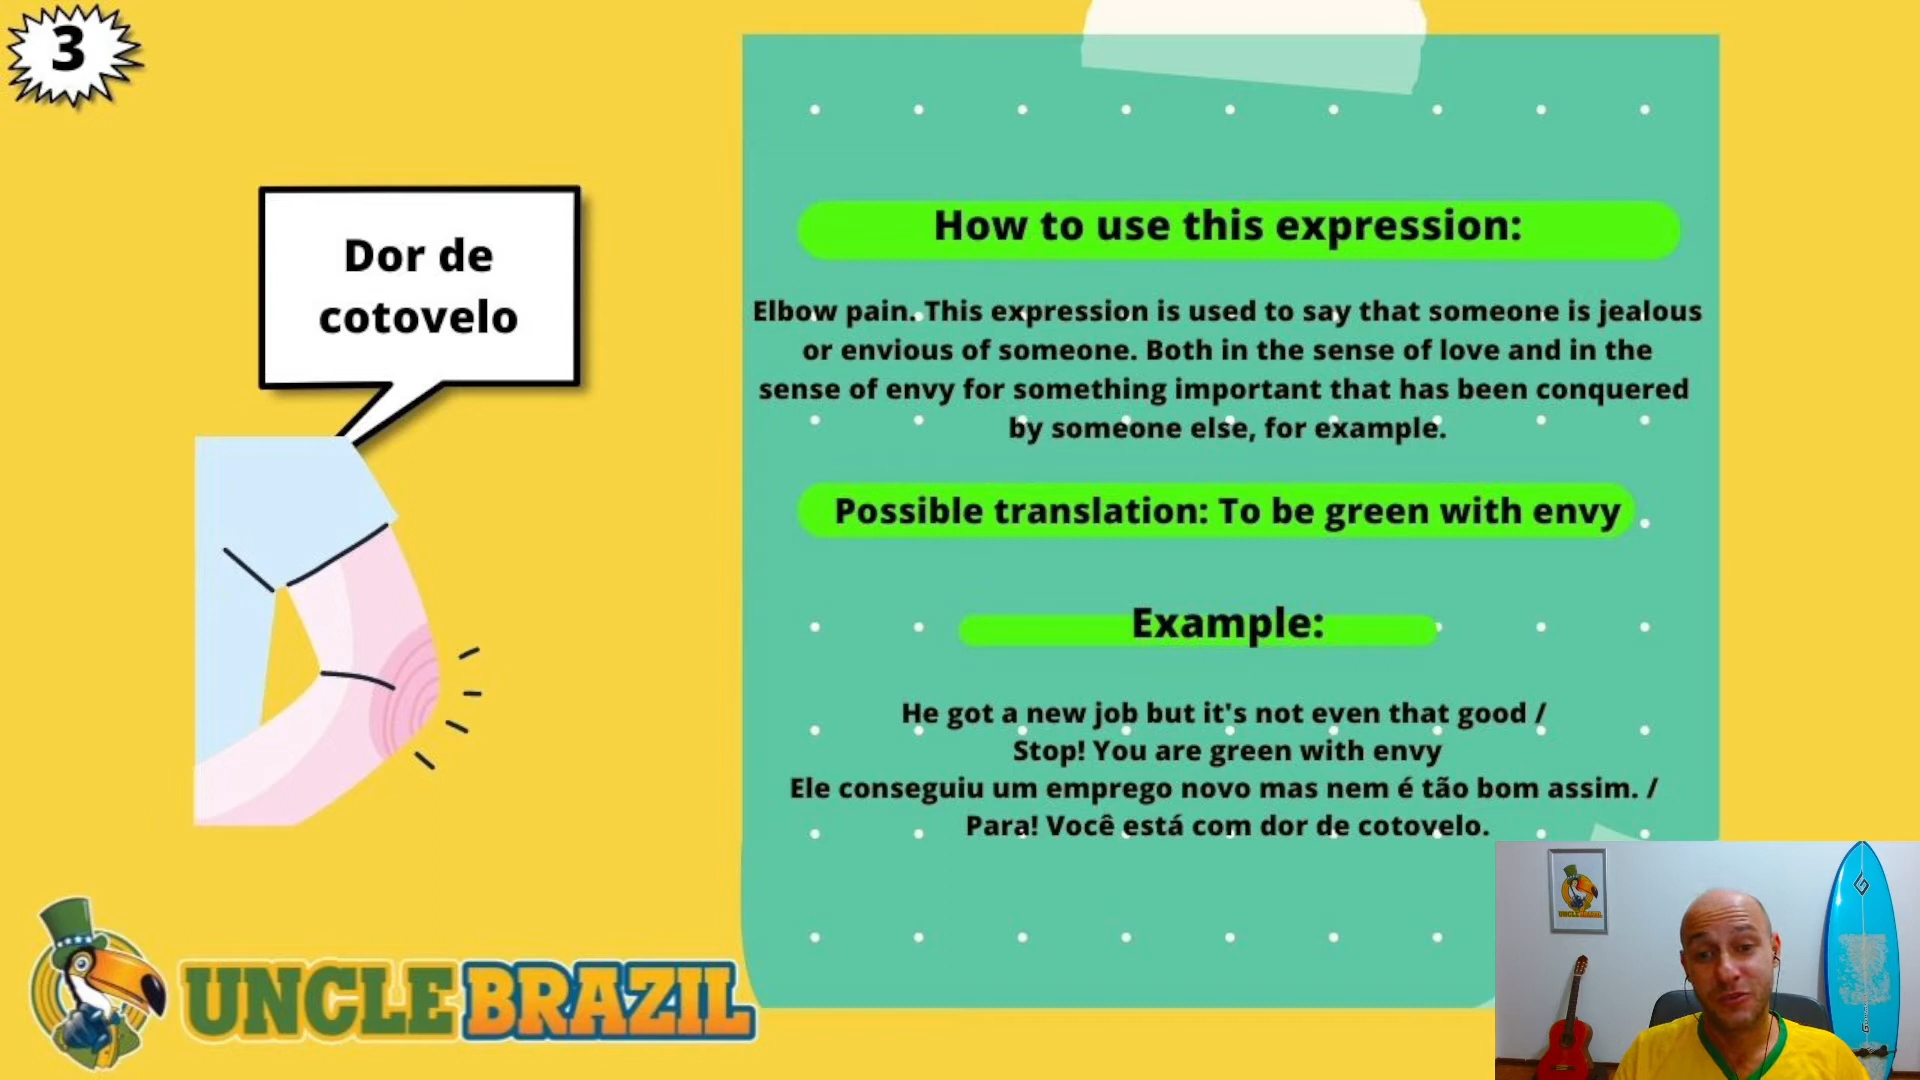 3
Dor de
cotovelo
How to use this expression:
Elbow pain. This expression is used to say that someone is jealous
or envious of someone. Both in the sense of love and in the
sense of envy for something important that has been conquered
by someone else, for example.
Possible translation: To be green with envy
Example:
He got a new job but it's not even that good /
Stop! You are green with envy
Ele conseguiu um emprego novo mas nem é tão bom assim. /
Para! Você está com dor de cotovelo.
UNCLE BRAZIL
UNCLE BRAZIL